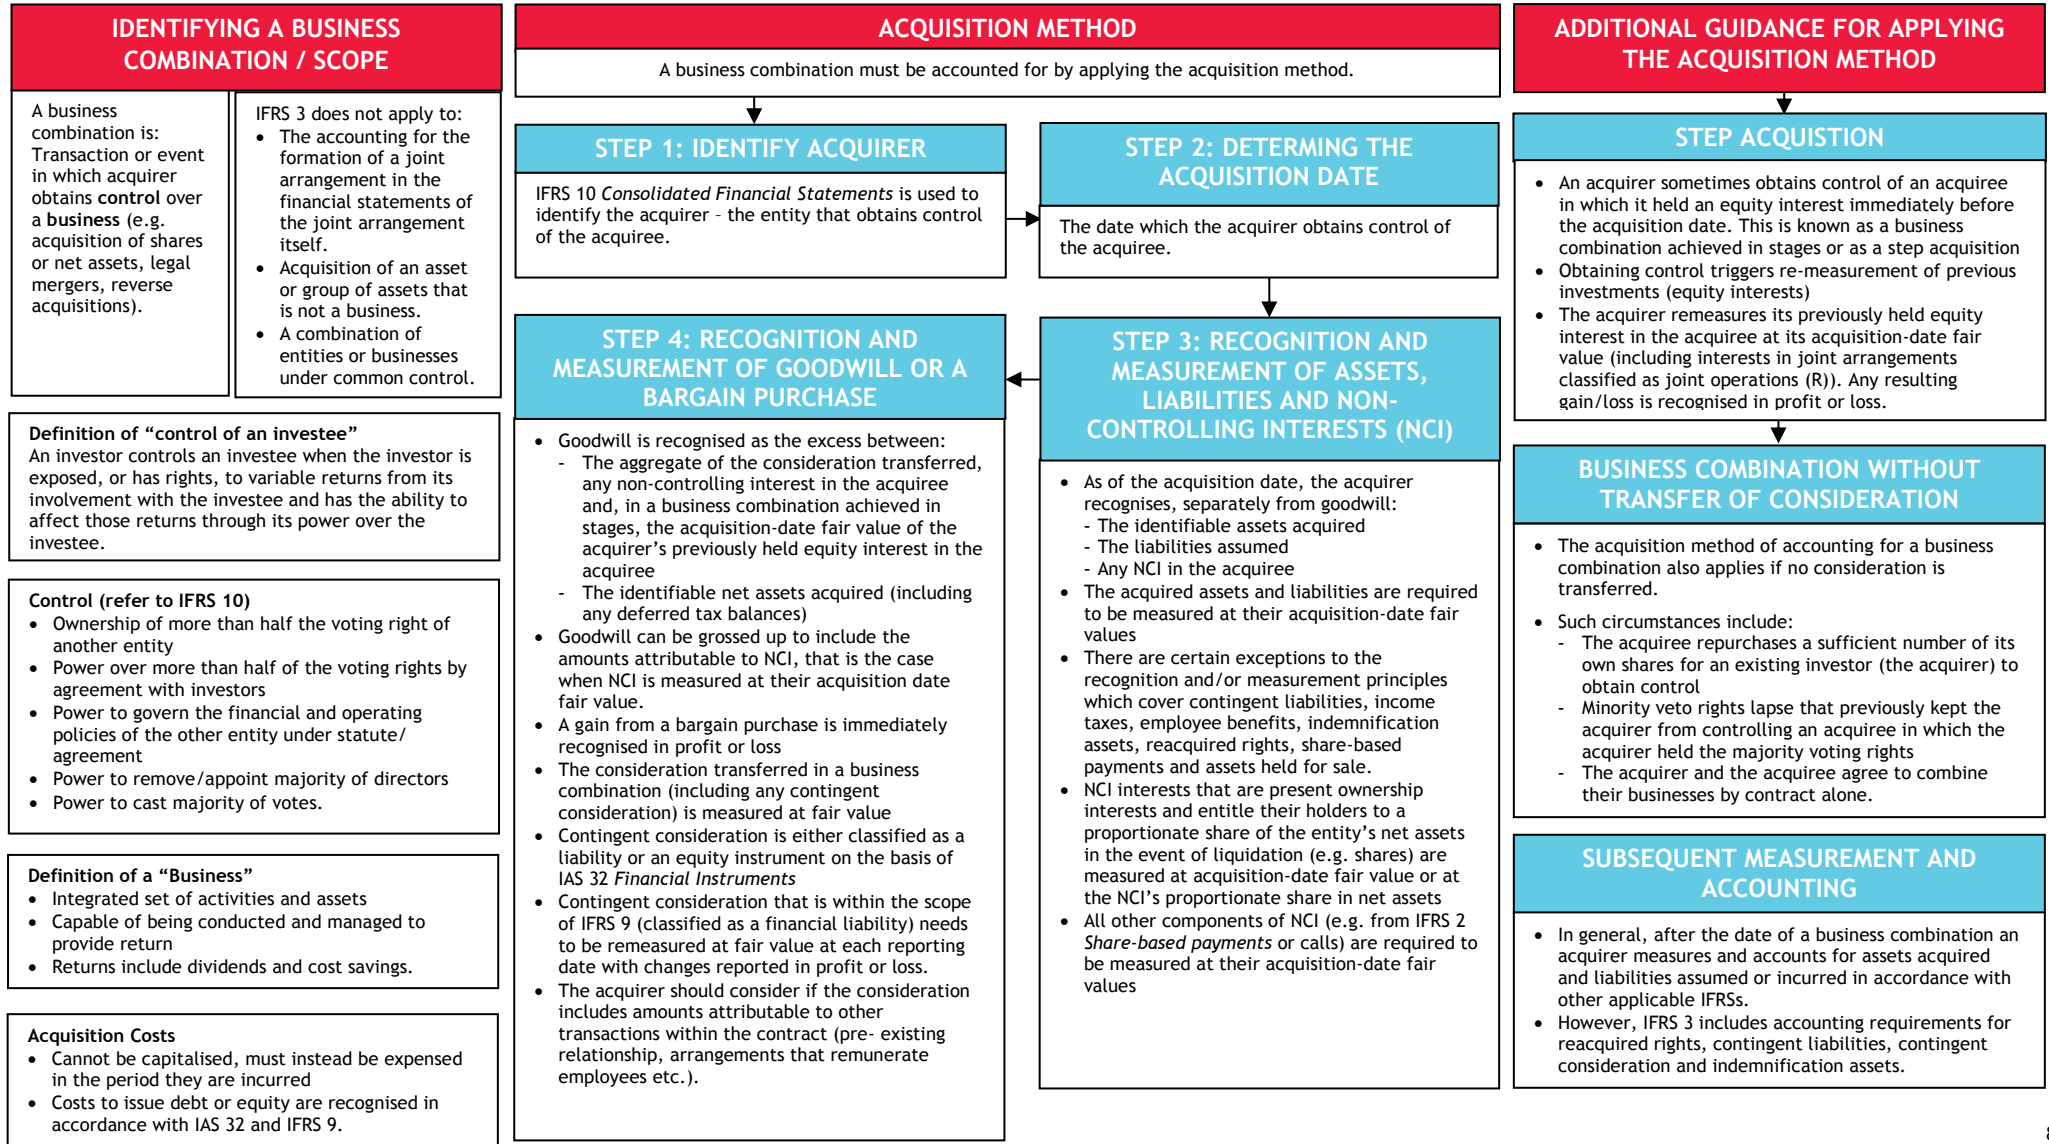 IDENTIFYING A BUSINESS
COMBINATION / SCOPE
A business
combination is:
Transaction or event
in which acquirer
obtains control over
a business (e.g.
acquisition of shares
or net assets, legal
mergers, reverse
acquisitions).
IFRS 3 does not apply to:
• The accounting for the
formation of a joint
arrangement in the
financial statements of
the joint arrangement
itself.
• Acquisition of an asset
or group of assets that
is not a business.
• A combination of
entities or businesses
under common control.
Definition of “control of an investee”
An investor controls an investee when the investor is
exposed, or has rights, to variable returns from its
involvement with the investee and has the ability to
affect those returns through its power over the
investee.
Control (refer to IFRS 10)
• Ownership of more than half the voting right of
another entity
• Power over more than half of the voting rights by
agreement with investors
• Power to govern the financial and operating
policies of the other entity under statute/
agreement
• Power to remove/appoint majority of directors
• Power to cast majority of votes.
Definition of a “Business”
• Integrated set of activities and assets
• Capable of being conducted and managed to
provide return
• Returns include dividends and cost savings.
Acquisition Costs
• Cannot be capitalised, must instead be expensed
in the period they are incurred
• Costs to issue debt or equity are recognised in
accordance with IAS 32 and IFRS 9.
ACQUISITION METHOD
A business combination must be accounted for by applying the acquisition method.
STEP 1: IDENTIFY ACQUIRER
IFRS 10 Consolidated Financial Statements is used to
identify the acquirer – the entity that obtains control
of the acquiree.
STEP 2: DETERMING THE
ACQUISITION DATE
The date which the acquirer obtains control of
the acquiree.
STEP 3: RECOGNITION AND
MEASUREMENT OF ASSETS,
LIABILITIES AND NON-
CONTROLLING INTERESTS (NCI)
• As of the acquisition date, the acquirer
recognises, separately from goodwill:
- The identifiable assets acquired
- The liabilities assumed
- Any NCI in the acquiree
• The acquired assets and liabilities are required
to be measured at their acquisition-date fair
values
• There are certain exceptions to the
recognition and/or measurement principles
which cover contingent liabilities, income
taxes, employee benefits, indemnification
assets, reacquired rights, share-based
payments and assets held for sale.
• NCI interests that are present ownership
interests and entitle their holders to a
proportionate share of the entity’s net assets
in the event of liquidation (e.g. shares) are
measured at acquisition-date fair value or at
the NCI’s proportionate share in net assets
• All other components of NCI (e.g. from IFRS 2
Share-based payments or calls) are required to
be measured at their acquisition-date fair
values
STEP 4: RECOGNITION AND
MEASUREMENT OF GOODWILL OR A
BARGAIN PURCHASE
• Goodwill is recognised as the excess between:
- The aggregate of the consideration transferred,
any non-controlling interest in the acquiree
and, in a business combination achieved in
stages, the acquisition-date fair value of the
acquirer’s previously held equity interest in the
acquiree
- The identifiable net assets acquired (including
any deferred tax balances)
• Goodwill can be grossed up to include the
amounts attributable to NCI, that is the case
when NCI is measured at their acquisition date
fair value.
• A gain from a bargain purchase is immediately
recognised in profit or loss
• The consideration transferred in a business
combination (including any contingent
consideration) is measured at fair value
• Contingent consideration is either classified as a
liability or an equity instrument on the basis of
IAS 32 Financial Instruments
• Contingent consideration that is within the scope
of IFRS 9 (classified as a financial liability) needs
to be remeasured at fair value at each reporting
date with changes reported in profit or loss.
• The acquirer should consider if the consideration
includes amounts attributable to other
transactions within the contract (pre- existing
relationship, arrangements that remunerate
employees etc.).
ADDITIONAL GUIDANCE FOR APPLYING
THE ACQUISITION METHOD
STEP ACQUISTION
• An acquirer sometimes obtains control of an acquiree
in which it held an equity interest immediately before
the acquisition date. This is known as a business
combination achieved in stages or as a step acquisition
• Obtaining control triggers re-measurement of previous
investments (equity interests)
• The acquirer remeasures its previously held equity
interest in the acquiree at its acquisition-date fair
value (including interests in joint arrangements
classified as joint operations (R)). Any resulting
gain/loss is recognised in profit or loss.
BUSINESS COMBINATION WITHOUT
TRANSFER OF CONSIDERATION
• The acquisition method of accounting for a business
combination also applies if no consideration is
transferred.
• Such circumstances include:
- The acquiree repurchases a sufficient number of its
own shares for an existing investor (the acquirer) to
obtain control
- Minority veto rights lapse that previously kept the
acquirer from controlling an acquiree in which the
acquirer held the majority voting rights
- The acquirer and the acquiree agree to combine
their businesses by contract alone.
SUBSEQUENT MEASUREMENT AND
ACCOUNTING
• In general, after the date of a business combination an
acquirer measures and accounts for assets acquired
and liabilities assumed or incurred in accordance with
other applicable IFRSs.
• However, IFRS 3 includes accounting requirements for
reacquired rights, contingent liabilities, contingent
consideration and indemnification assets.